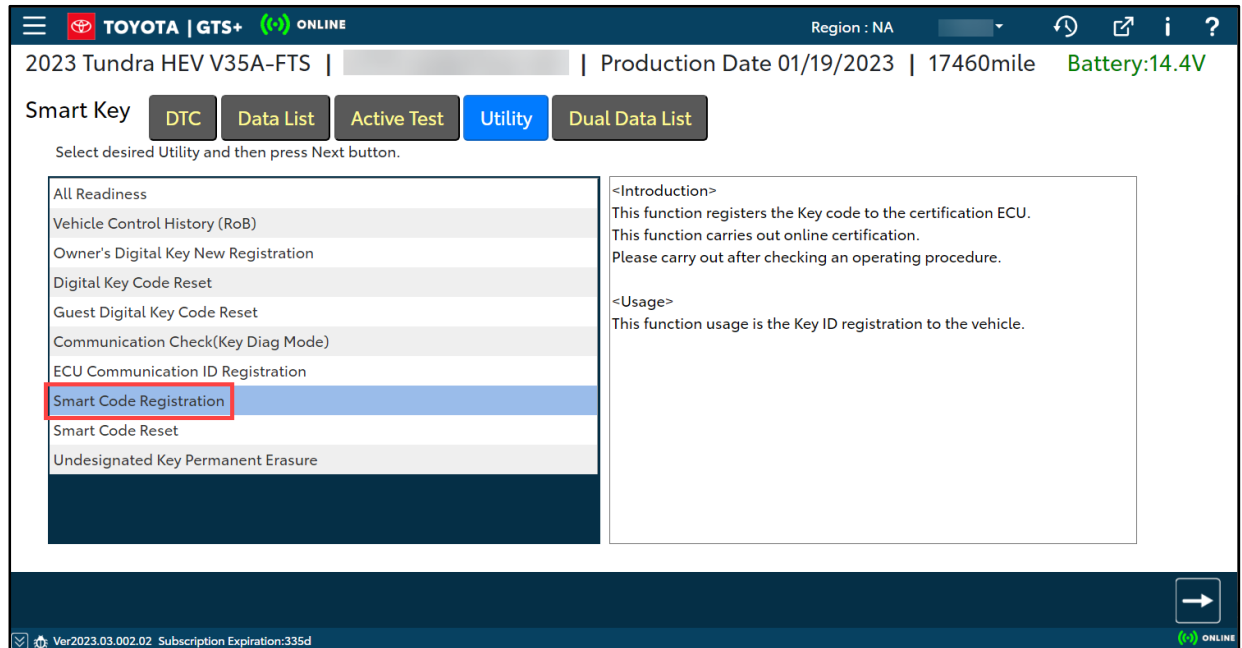 TOYOTA | GTS+ ONLINE Region : NA i ?
2023 Tundra HEV V35A-FTS | | Production Date 01/19/2023 | 17460mile Battery:14.4V
Smart Key DTC Data List Active Test Utility Dual Data List
Select desired Utility and then press Next button.
All Readiness
Vehicle Control History (RoB)
Owner's Digital Key New Registration
Digital Key Code Reset
Guest Digital Key Code Reset
Communication Check(Key Diag Mode)
ECU Communication ID Registration
Smart Code Registration
Smart Code Reset
Undesignated Key Permanent Erasure
<Introduction>
This function registers the Key code to the certification ECU.
This function carries out online certification.
Please carry out after checking an operating procedure.
<Usage>
This function usage is the Key ID registration to the vehicle.
Ver2023.03.002.02 Subscription Expiration:335d ONLINE